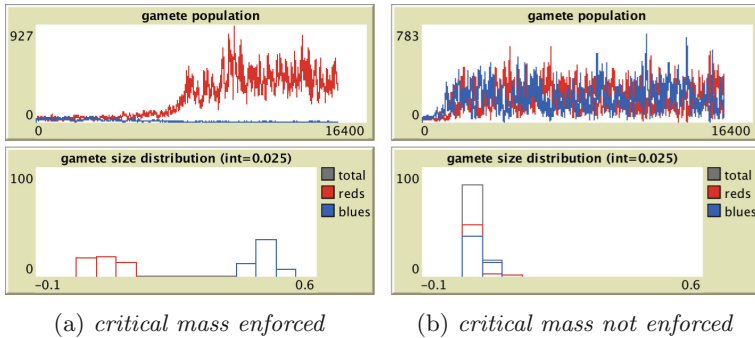 gamete population
927
0
0
16400
gamete size distribution (int=0.025)
100
total
reds
blues
0
−0.1
0.6
(a) critical mass enforced
gamete population
783
0
0
16400
gamete size distribution (int=0.025)
100
total
reds
blues
0
−0.1
0.6
(b) critical mass not enforced